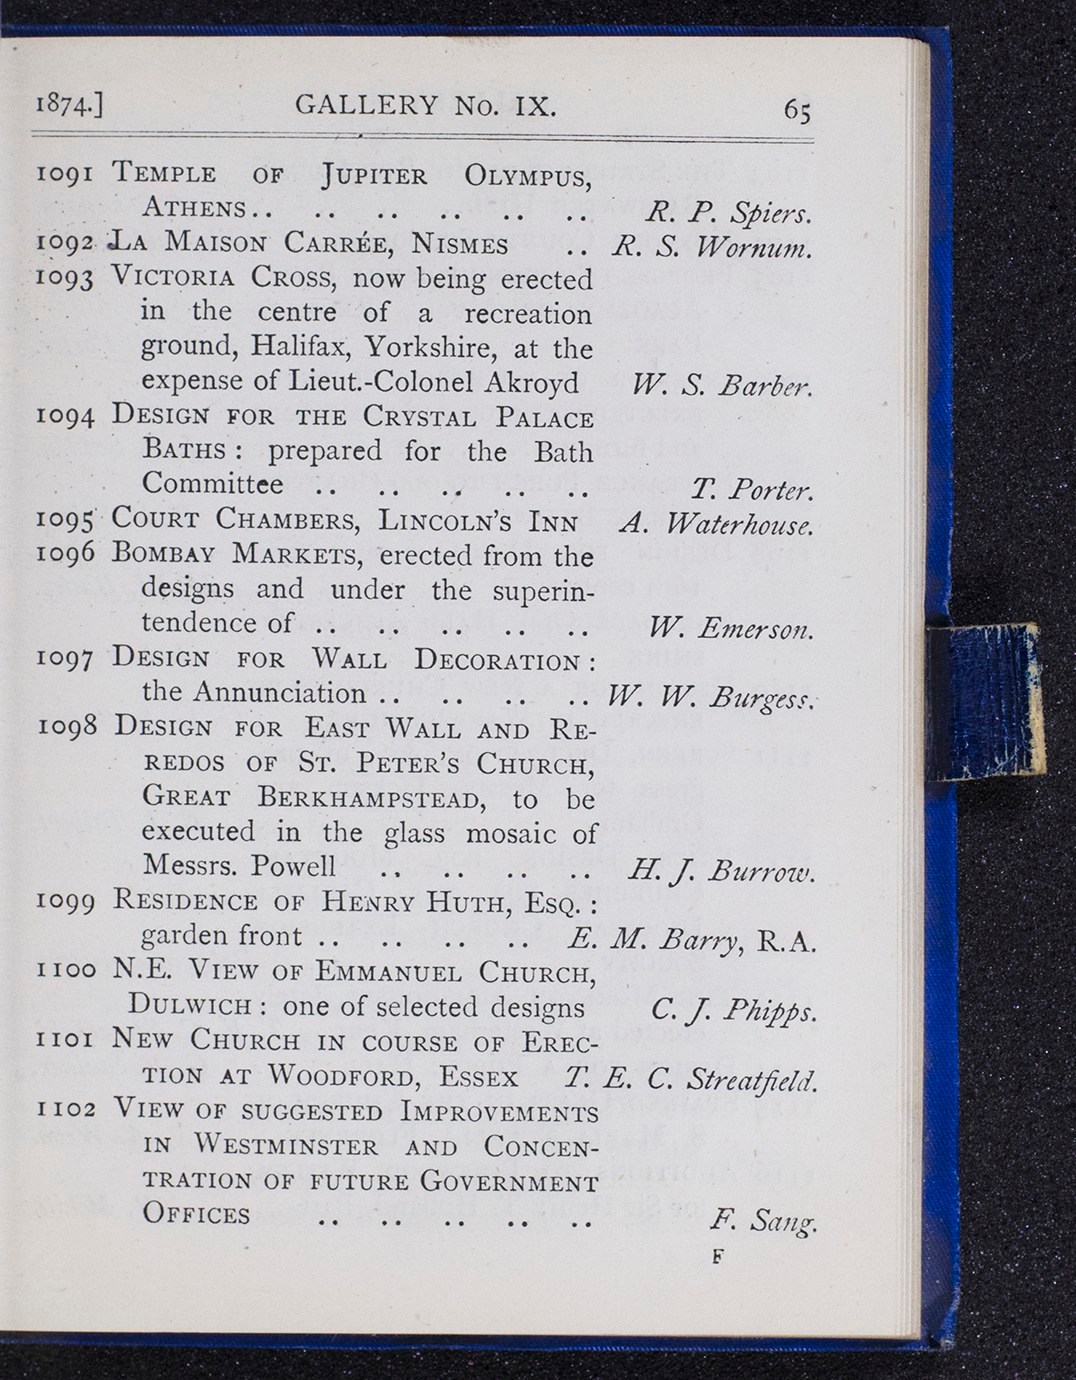 1874.] GALLERY No. IX. 65
1091 TEMPLE OF JUPITER OLYMPUS,
ATHENS .. .. .. .. .. .. R. P. Spiers.
1092 LA MAISON CARRÉE, NISMES .. R. S. Wornum.
1093 VICTORIA CROSS, now being erected
in the centre of a recreation
ground, Halifax, Yorkshire, at the
expense of Lieut.-Colonel Akroyd W. S. Barber.
1094 DESIGN FOR THE CRYSTAL PALACE
BATHS : prepared for the Bath
Committee .. .. .. .. .. T. Porter.
1095 COURT CHAMBERS, LINCOLN'S INN A. Waterhouse.
1096 BOMBAY MARKETS, erected from the
designs and under the superin-
tendence of .. .. .. .. .. W. Emerson.
1097 DESIGN FOR WALL DECORATION :
the Annunciation .. .. .. .. W. W. Burgess.
1098 DESIGN FOR EAST WALL AND RE-
REDOS OF ST. PETER'S CHURCH,
GREAT BERKHAMPSTEAD, to be
executed in the glass mosaic of
Messrs. Powell .. .. .. .. H. J. Burrow.
1099 RESIDENCE OF HENRY HUTH, ESQ. :
garden front .. .. .. .. E. M. Barry, R.A.
1100 N.E. VIEW OF EMMANUEL CHURCH,
DULWICH : one of selected designs C. J. Phipps.
1101 NEW CHURCH IN COURSE OF EREC-
TION AT WOODFORD, ESSEX T. E. C. Streatfield.
1102 VIEW OF SUGGESTED IMPROVEMENTS
IN WESTMINSTER AND CONCEN-
TRATION OF FUTURE GOVERNMENT
OFFICES .. .. .. .. .. F. Sang.
F